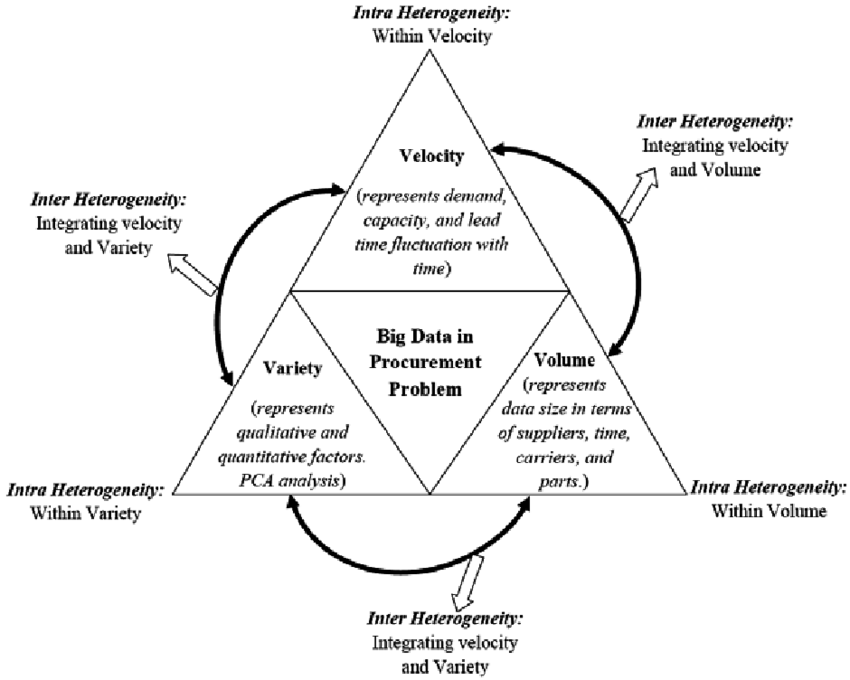 Intra Heterogeneity:
Within Velocity
Inter Heterogeneity:
Integrating velocity
and Volume
Velocity
(represents demand,
capacity, and lead
time fluctuation with
time)
Inter Heterogeneity:
Integrating velocity
and Variety
Big Data in
Procurement
Problem
Variety
(represents
qualitative and
quantitative factors.
PCA analysis)
Volume
(represents
data size in terms
of suppliers, time,
carriers, and
parts.)
Intra Heterogeneity:
Within Variety
Intra Heterogeneity:
Within Volume
Inter Heterogeneity:
Integrating velocity
and Variety